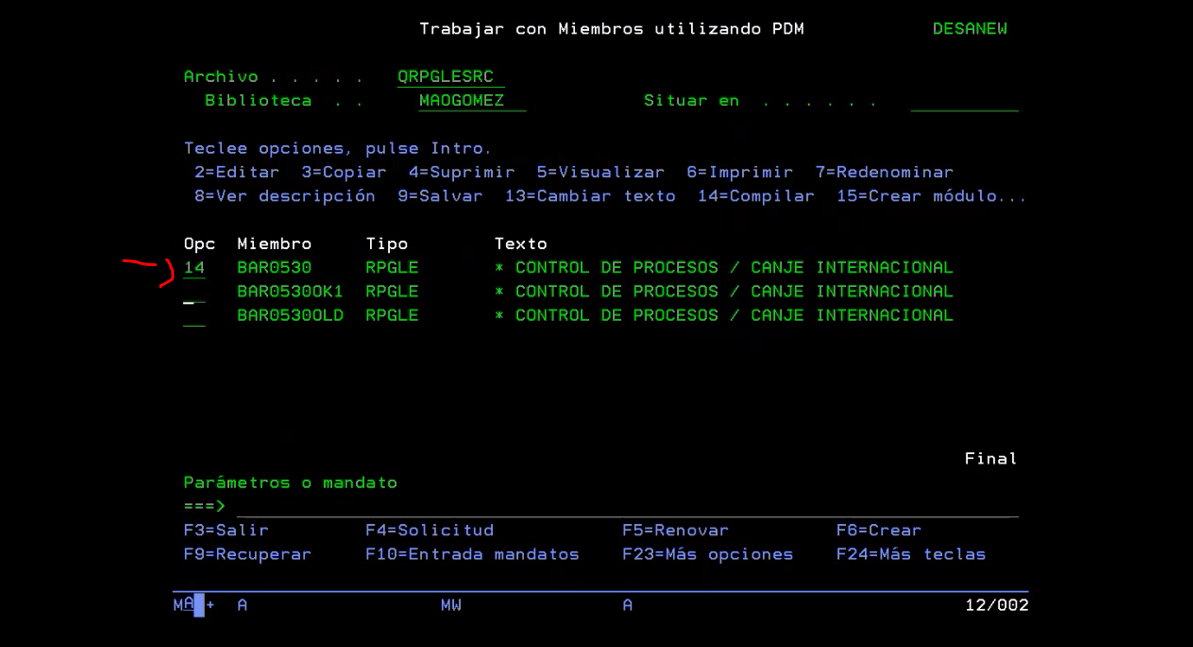 Trabajar con Miembros utilizando PDM DESANEW
Archivo . . . . . QRPGLESRC
Biblioteca . . MAOGOMEZ Situar en . . . . . .
Teclee opciones, pulse Intro.
2=Editar 3=Copiar 4=Suprimir 5=Visualizar 6=Imprimir 7=Redenominar
8=Ver descripción 9=Salvar 13=Cambiar texto 14=Compilar 15=Crear módulo...
Opc Miembro Tipo Texto
14 BAR0530 RPGLE * CONTROL DE PROCESOS / CANJE INTERNACIONAL
BAR0530OK1 RPGLE * CONTROL DE PROCESOS / CANJE INTERNACIONAL
BAR0530OLD RPGLE * CONTROL DE PROCESOS / CANJE INTERNACIONAL
Final
Parámetros o mandato
===>
F3=Salir F4=Solicitud F5=Renovar F6=Crear
F9=Recuperar F10=Entrada mandatos F23=Más opciones F24=Más teclas
MA + A MW A 12/002